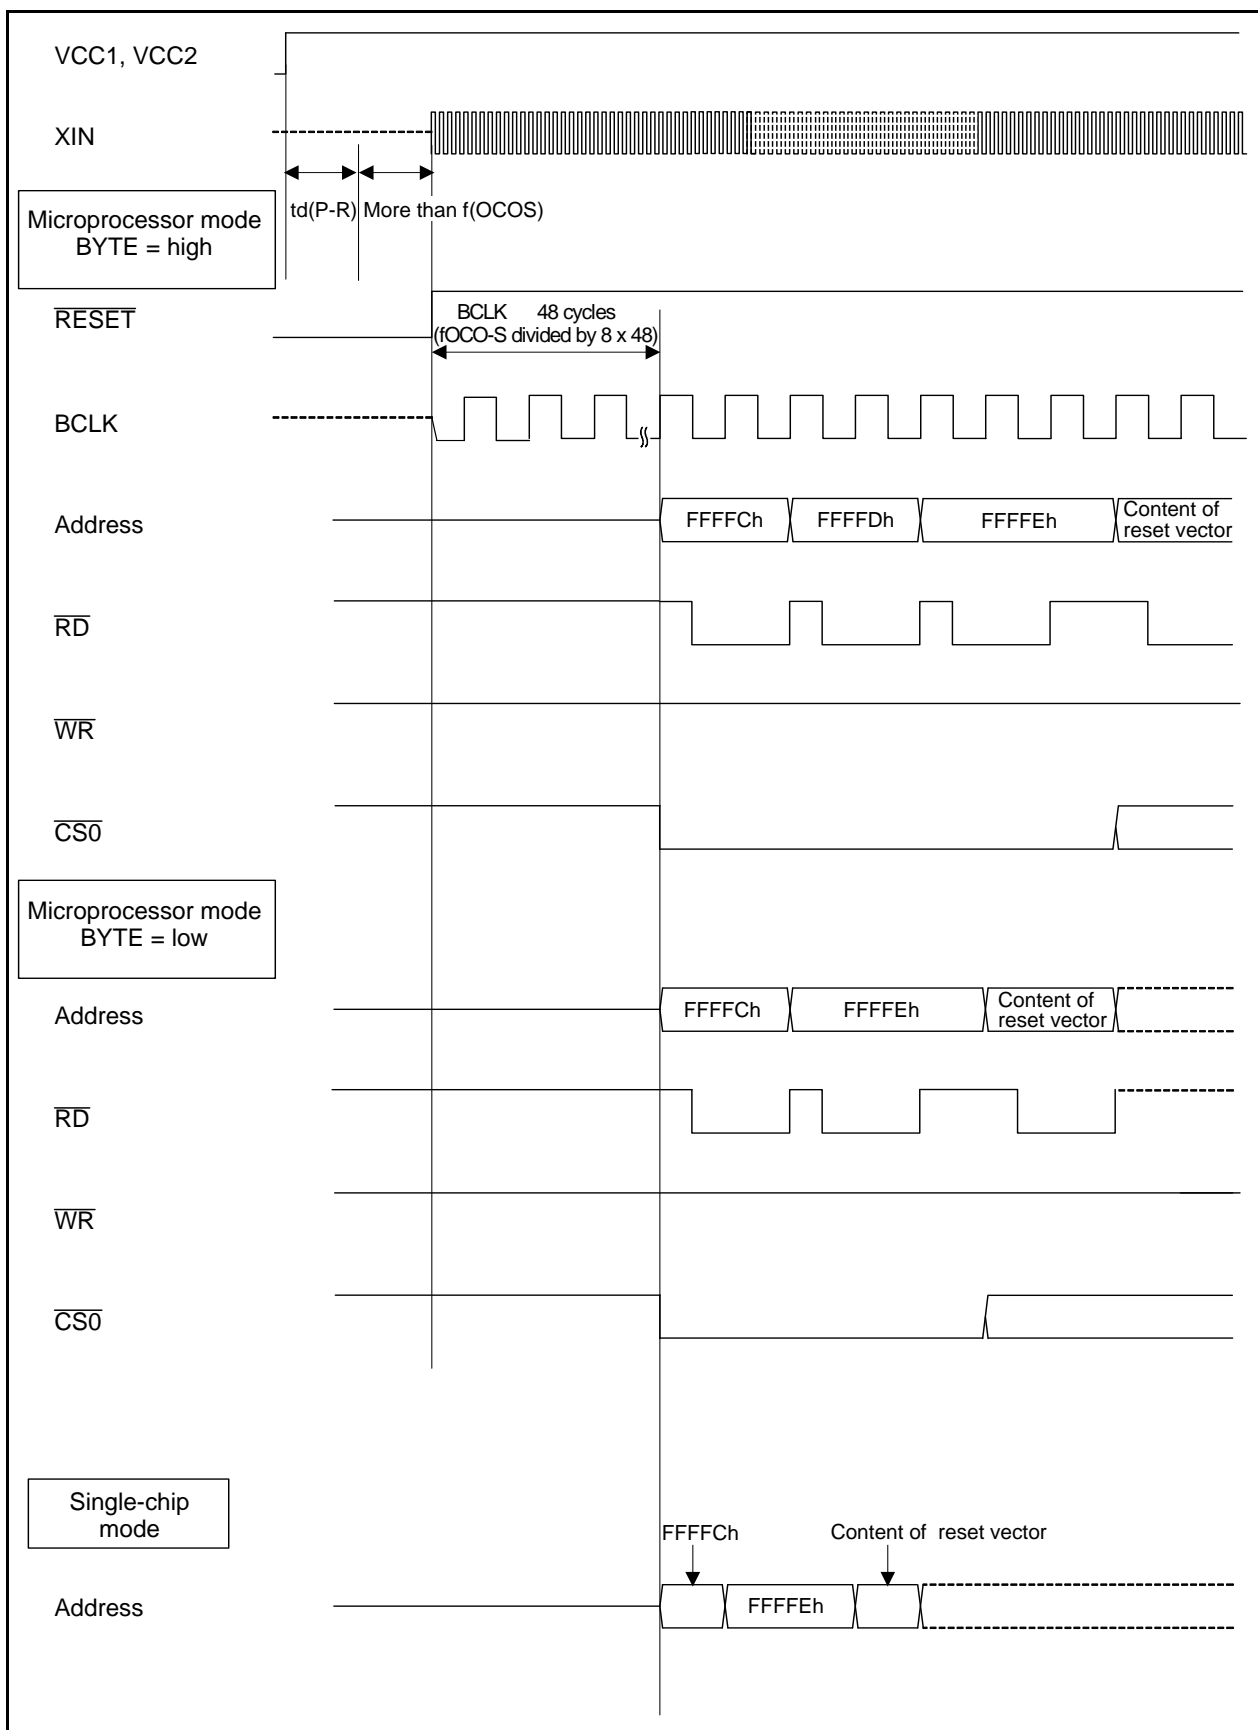 VCC1, VCC2
XIN
td(P-R) More than f(OCOS)
Microprocessor mode
BYTE = high
RESET
BCLK 48 cycles
(fOCO-S divided by 8 x 48)
BCLK
Address
FFFFCh FFFFDh FFFFEh Content of
reset vector
RD
WR
CS0
Microprocessor mode
BYTE = low
Address
FFFFCh FFFFEh Content of
reset vector
RD
WR
CS0
Single-chip
mode
FFFFCh Content of reset vector
Address
FFFFEh